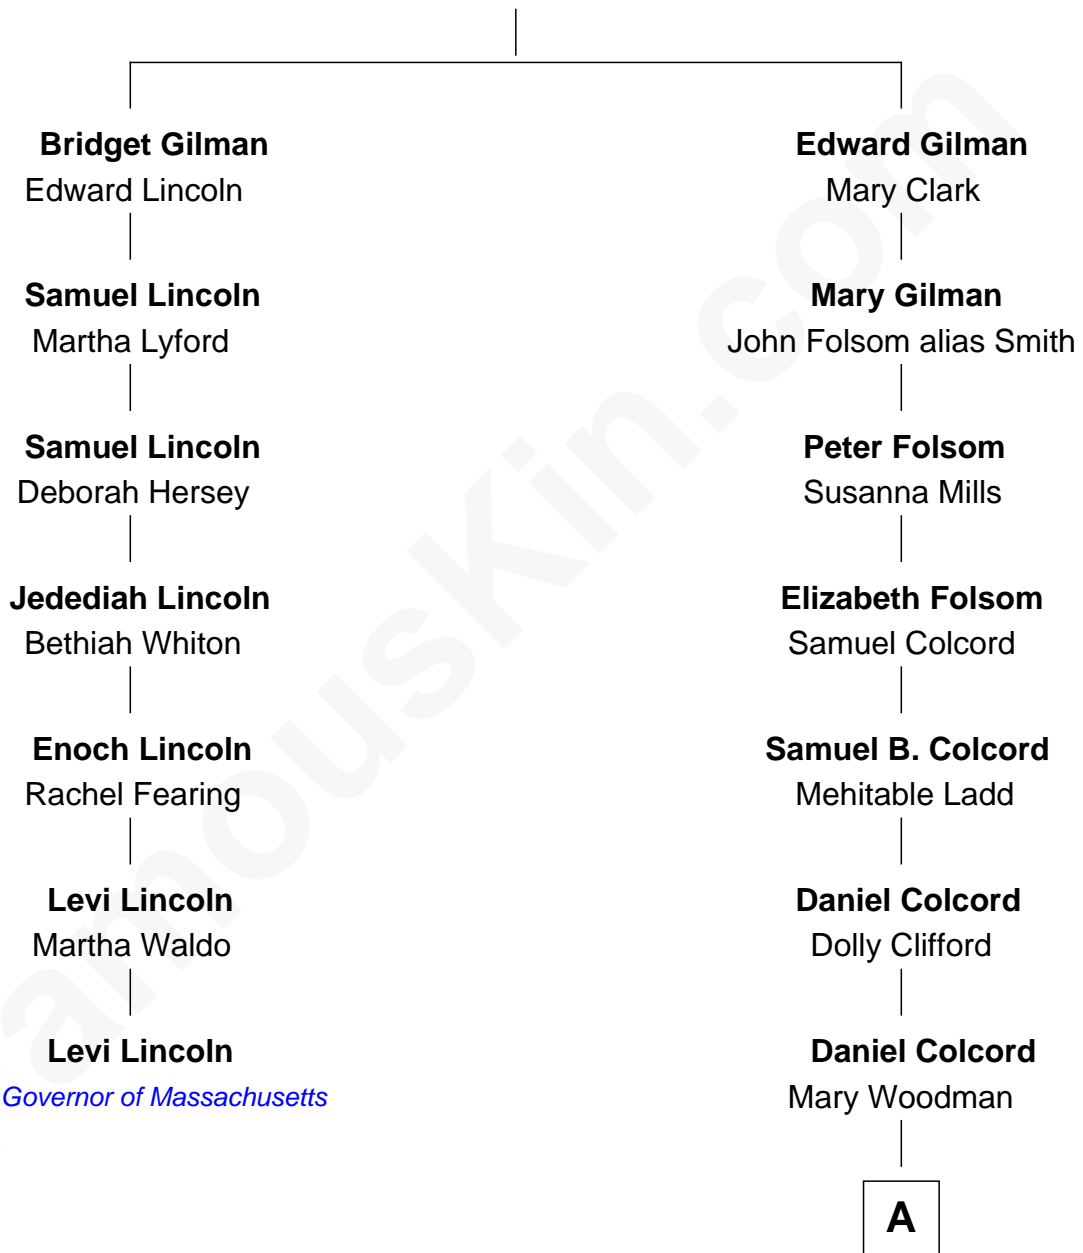 Bridget Gilman
Edward Lincoln
Samuel Lincoln
Martha Lyford
Samuel Lincoln
Deborah Hersey
Jedediah Lincoln
Bethiah Whiton
Enoch Lincoln
Rachel Fearing
Levi Lincoln
Martha Waldo
Levi Lincoln
Governor of Massachusetts
Edward Gilman
Mary Clark
Mary Gilman
John Folsom alias Smith
Peter Folsom
Susanna Mills
Elizabeth Folsom
Samuel Colcord
Samuel B. Colcord
Mehitable Ladd
Daniel Colcord
Dolly Clifford
Daniel Colcord
Mary Woodman
A
amousKin.com